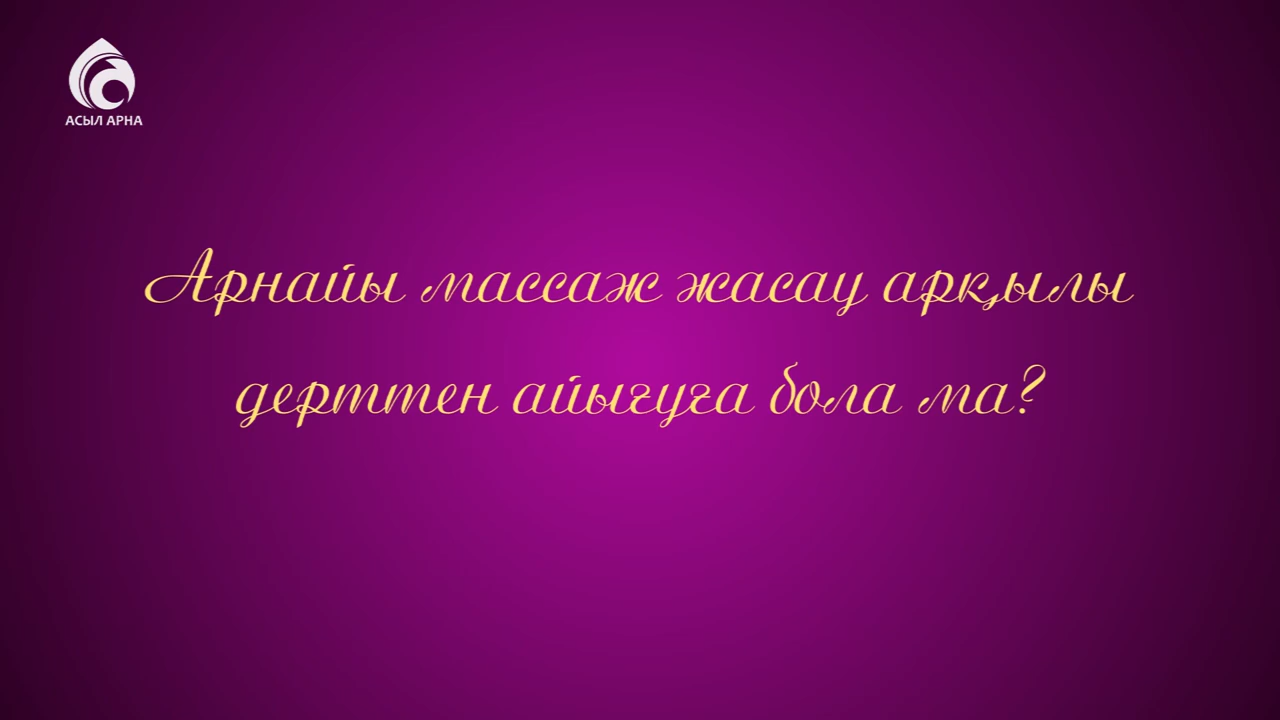 АСЫЛ АРНА
Арнайы массаж жасау арқылы
дерттен айығуға бола ма?